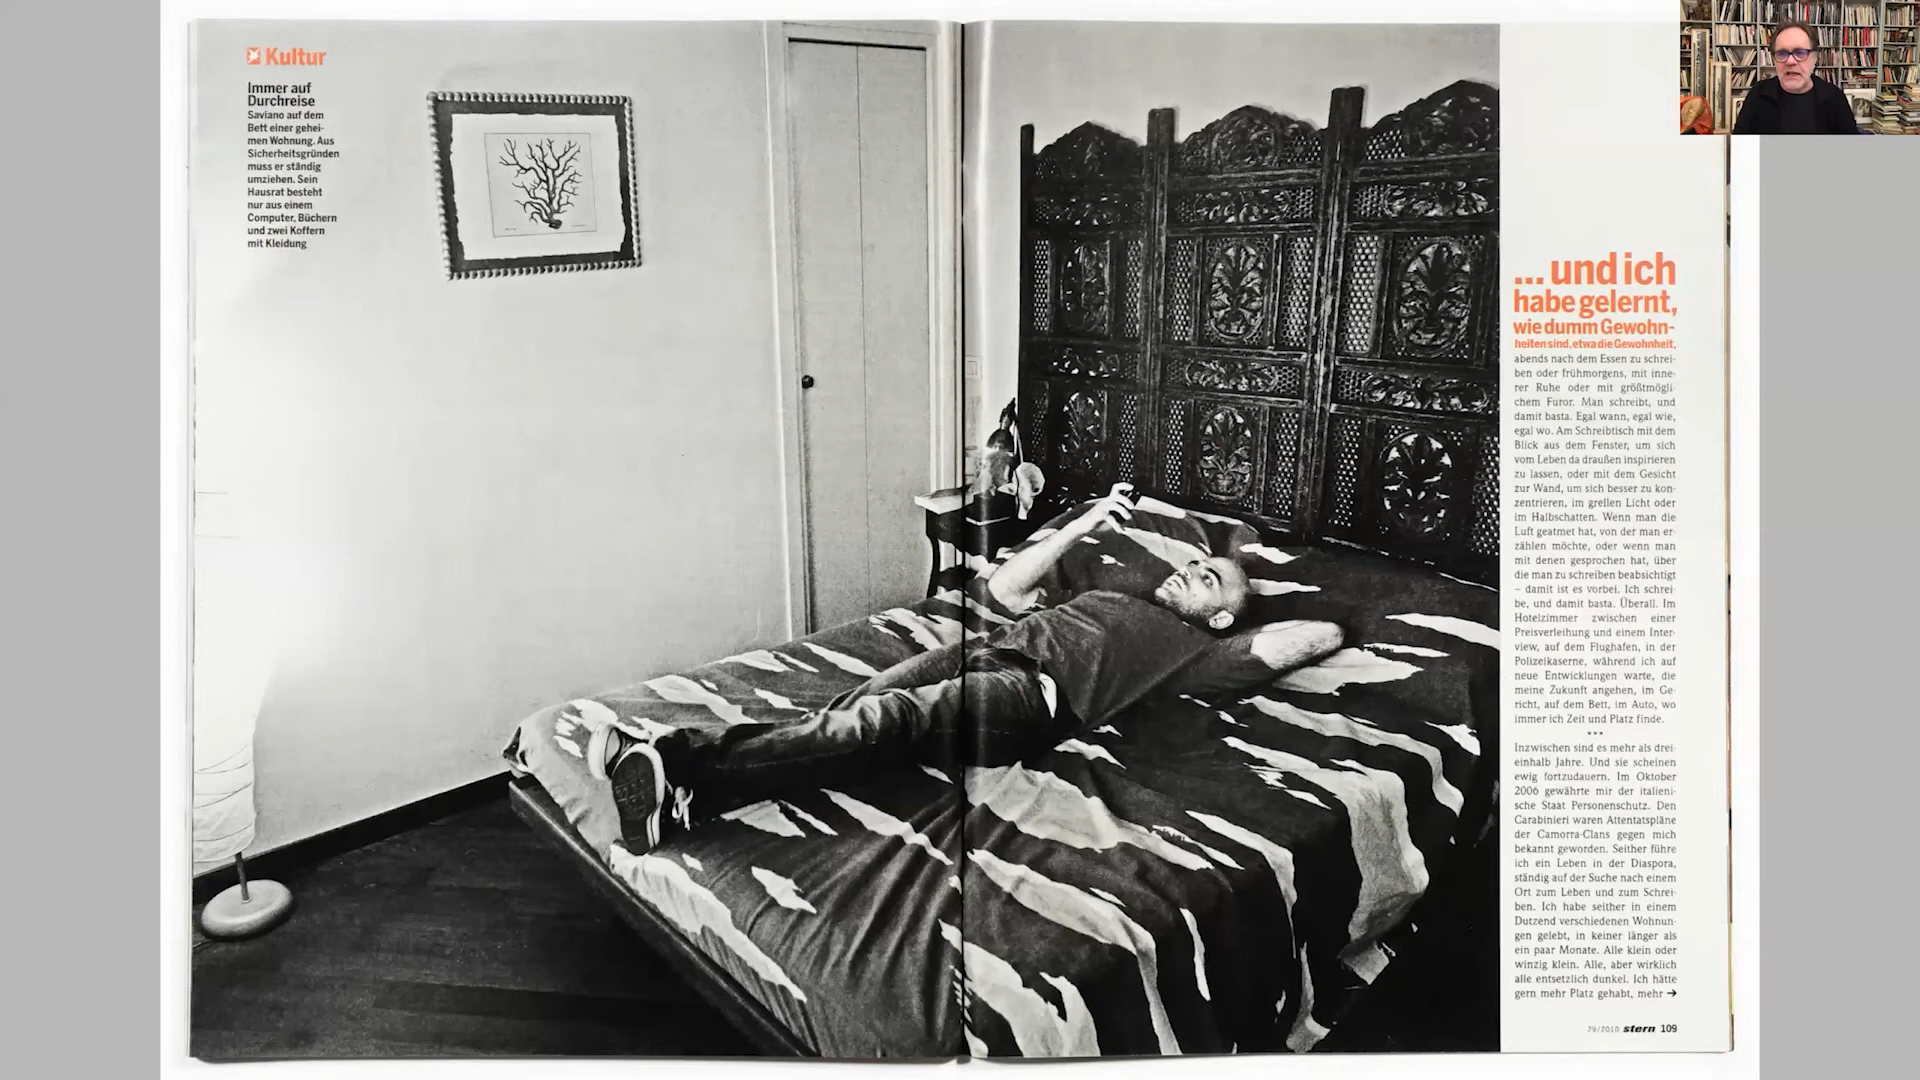 Kultur
Immer auf
Durchreise
Saviano auf dem
Bett einer gehei-
men Wohnung. Aus
Sicherheitsgründen
muss er ständig
umziehen. Sein
Hausrat besteht
nur aus einem
Computer, Büchern
und zwei Koffern
mit Kleidung
... und ich
habe gelernt,
wie dumm Gewohn-
heiten sind, etwa die Gewohnheit,
abends nach dem Essen zu schrei-
ben oder frühmorgens, mit inne-
rer Ruhe oder mit größtmögli-
chem Furor. Man schreibt, und
damit basta. Egal wann, egal wie,
egal wo. Am Schreibtisch mit dem
Blick aus dem Fenster, um sich
vom Leben da draußen inspirieren
zu lassen, oder mit dem Gesicht
zur Wand, um sich besser zu kon-
zentrieren, im grellen Licht oder
im Halbschatten. Wenn man die
Luft geatmet hat, von der man er-
zählen möchte, oder wenn man
mit denen gesprochen hat, über
die man zu schreiben beabsichtigt
– damit ist es vorbei. Ich schrei-
be, und damit basta. Überall. Im
Hotelzimmer zwischen einer
Preisverleihung und einem Inter-
view, auf dem Flughafen, in der
Polizeikaserne, während ich auf
neue Entwicklungen warte, die
meine Zukunft angehen, im Ge-
richt, auf dem Bett, im Auto, wo
immer ich Zeit und Platz finde.
***
Inzwischen sind es mehr als drei-
einhalb Jahre. Und sie scheinen
ewig fortzudauern. Im Oktober
2006 gewährte mir der italieni-
sche Staat Personenschutz. Den
Carabinieri waren Attentatspläne
der Camorra-Clans gegen mich
bekannt geworden. Seither führe
ich ein Leben in der Diaspora,
ständig auf der Suche nach einem
Ort zum Leben und zum Schrei-
ben. Ich habe seither in einem
Dutzend verschiedenen Wohnun-
gen gelebt, in keiner länger als
ein paar Monate. Alle klein oder
winzig klein. Alle, aber wirklich
alle entsetzlich dunkel. Ich hätte
gern mehr Platz gehabt, mehr →
29/2010 stern 109